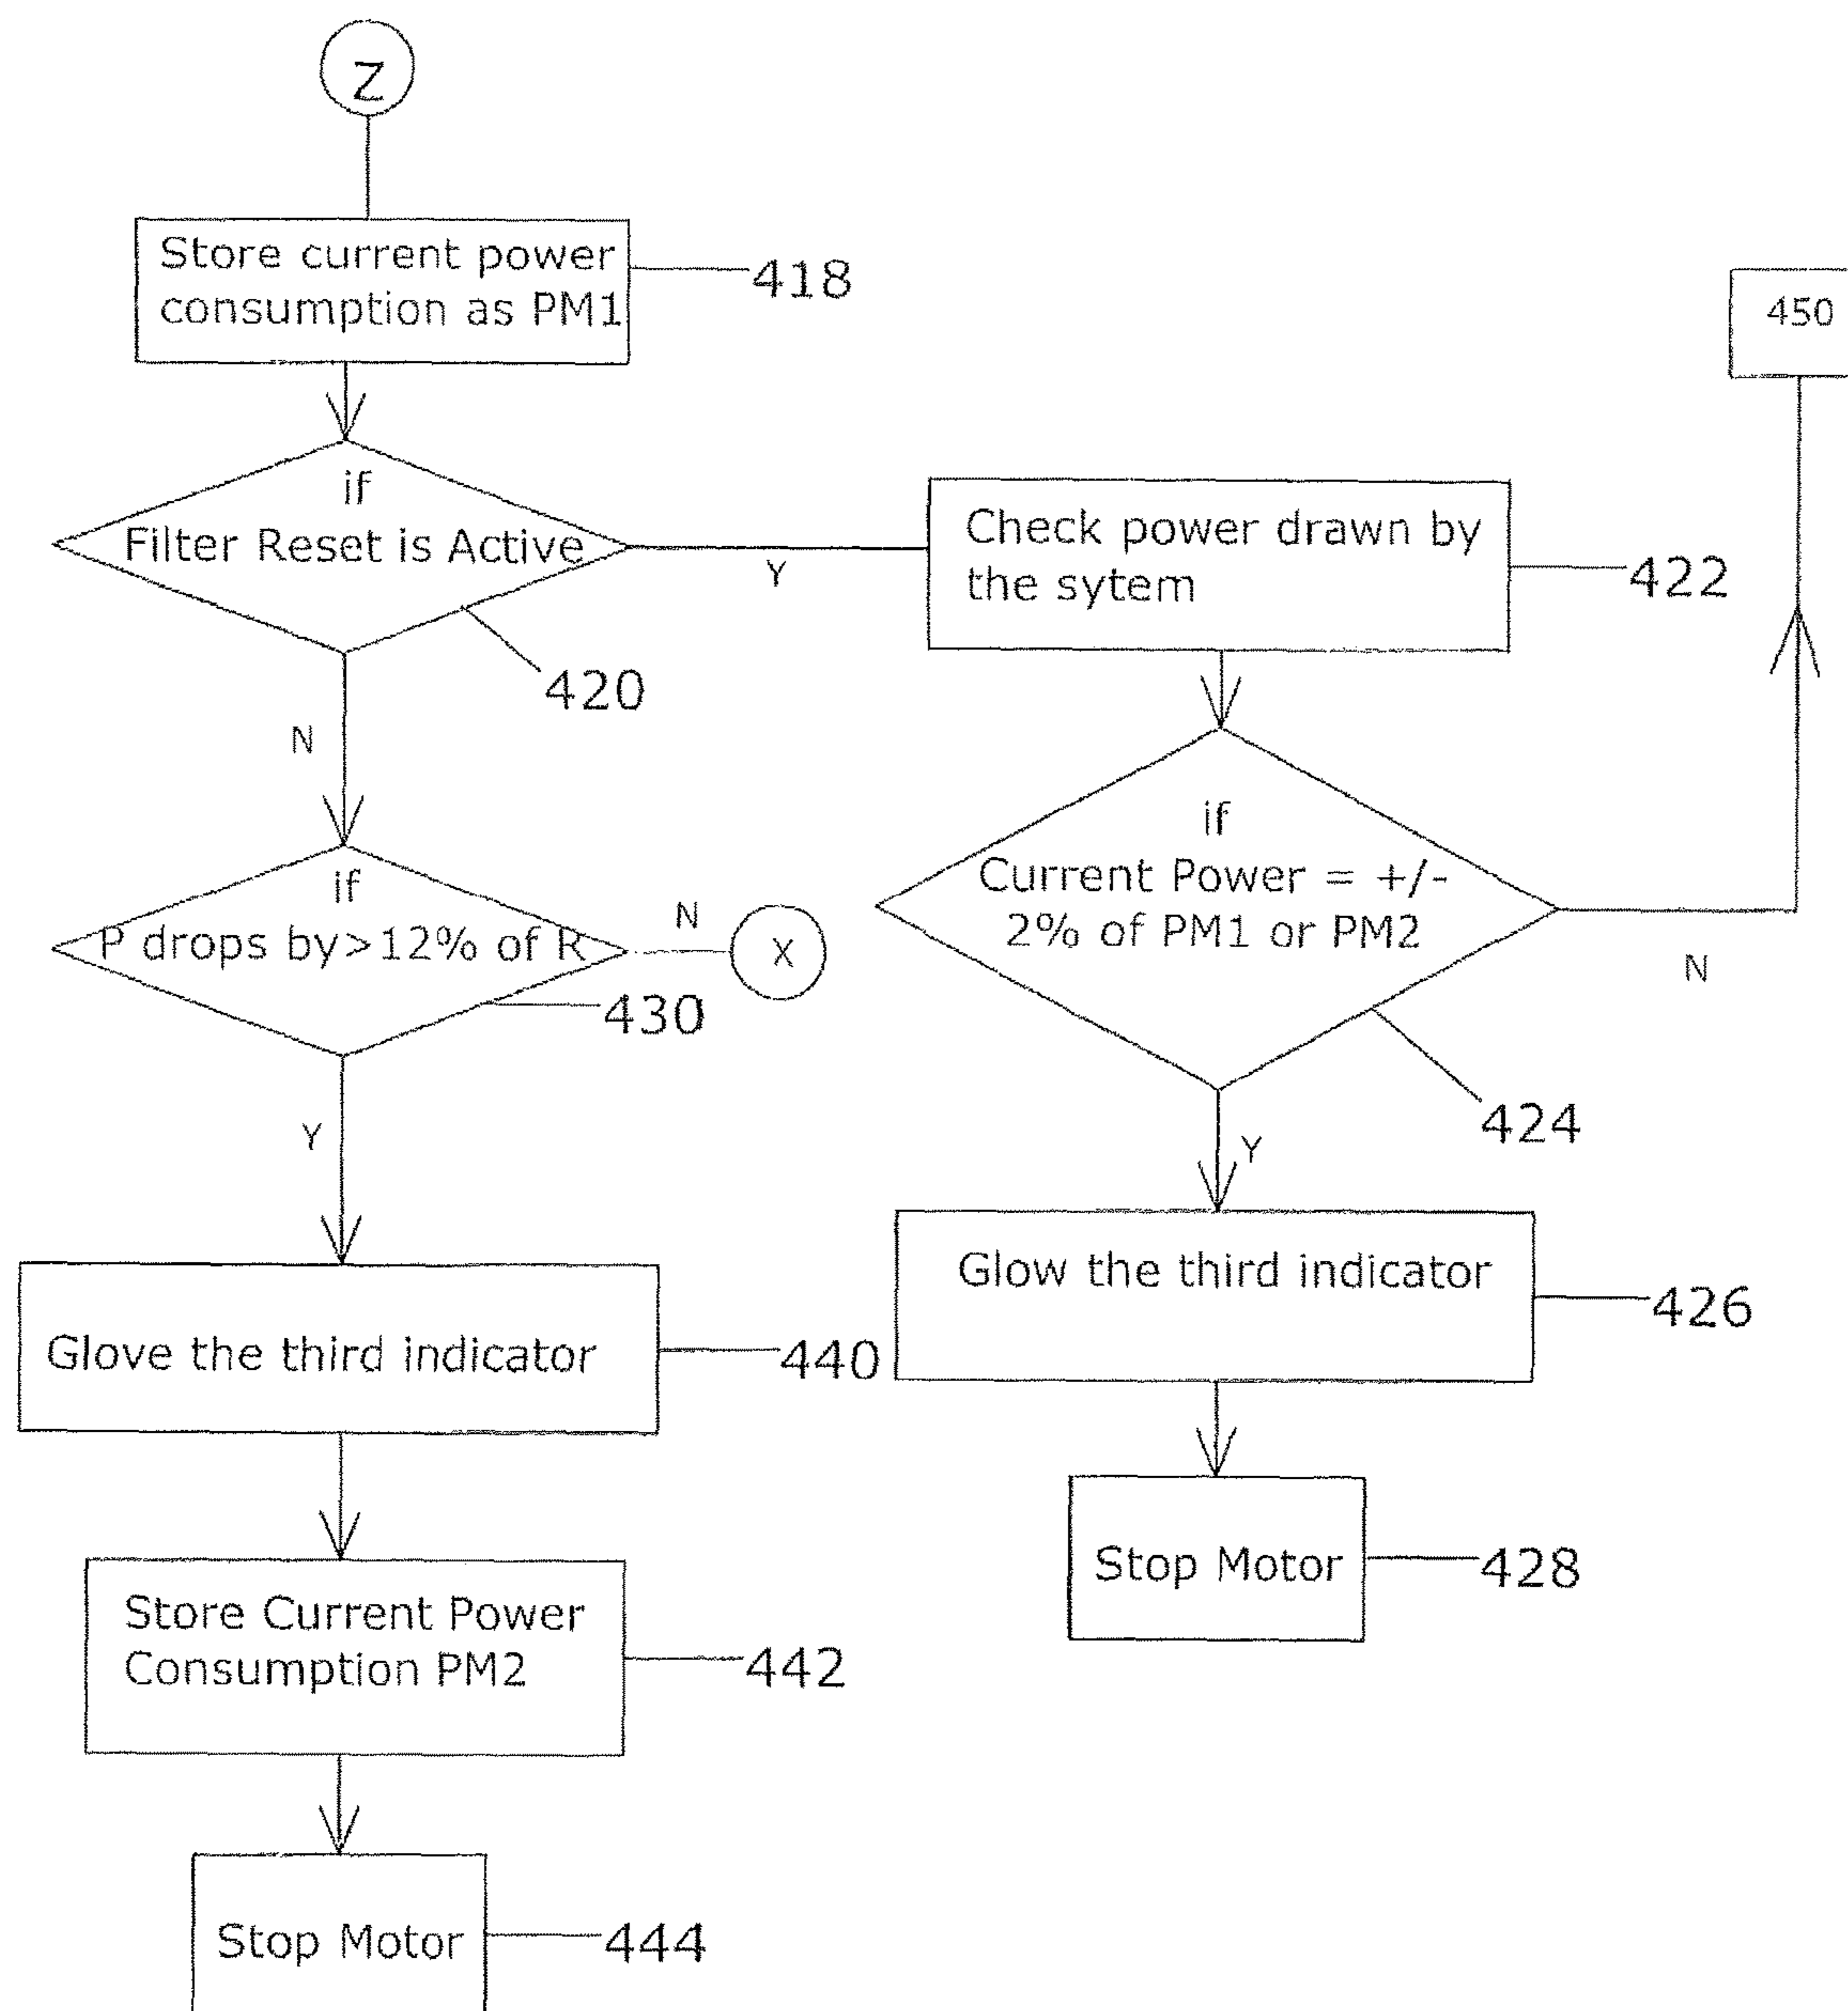 Z
Store current power
consumption as PM1
418
450
if
Filter Reset is Active
Y
420
N
Check power drawn by
the sytem
422
if
P drops by>12% of R
N
X
430
Y
if
Current Power = +/-
2% of PM1 or PM2
N
424
Y
Glove the third indicator
440
Glow the third indicator
426
Store Current Power
Consumption PM2
442
Stop Motor
428
Stop Motor
444